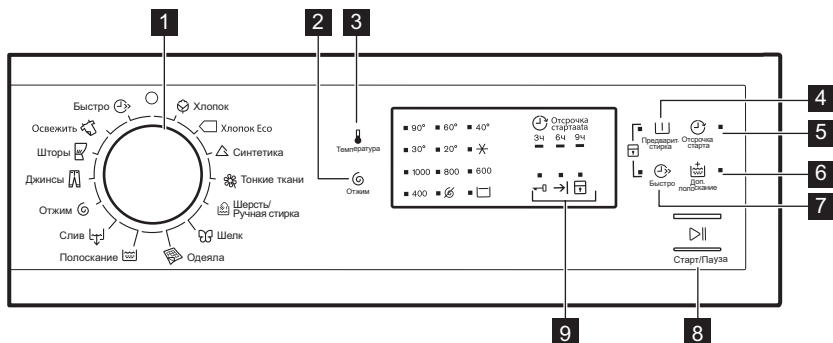 1
2
3
4
5
6
7
8
9
Быстро
Освежить
Шторы
Джинсы
Отжим
Слив
Полоскание
Хлопок
Хлопок Eco
Синтетика
Тонкие ткани
Шерсть/
Ручная стирка
Шелк
Одеяла
Температура
Отжим
90° 60° 40°
30° 20°
1000 800 600
400
Отсрочка
стартааta
3ч 6ч 9ч
Предварит.
стирка
Отсрочка
старта
Быстро
Доп.
полоскание
Старт/Пауза